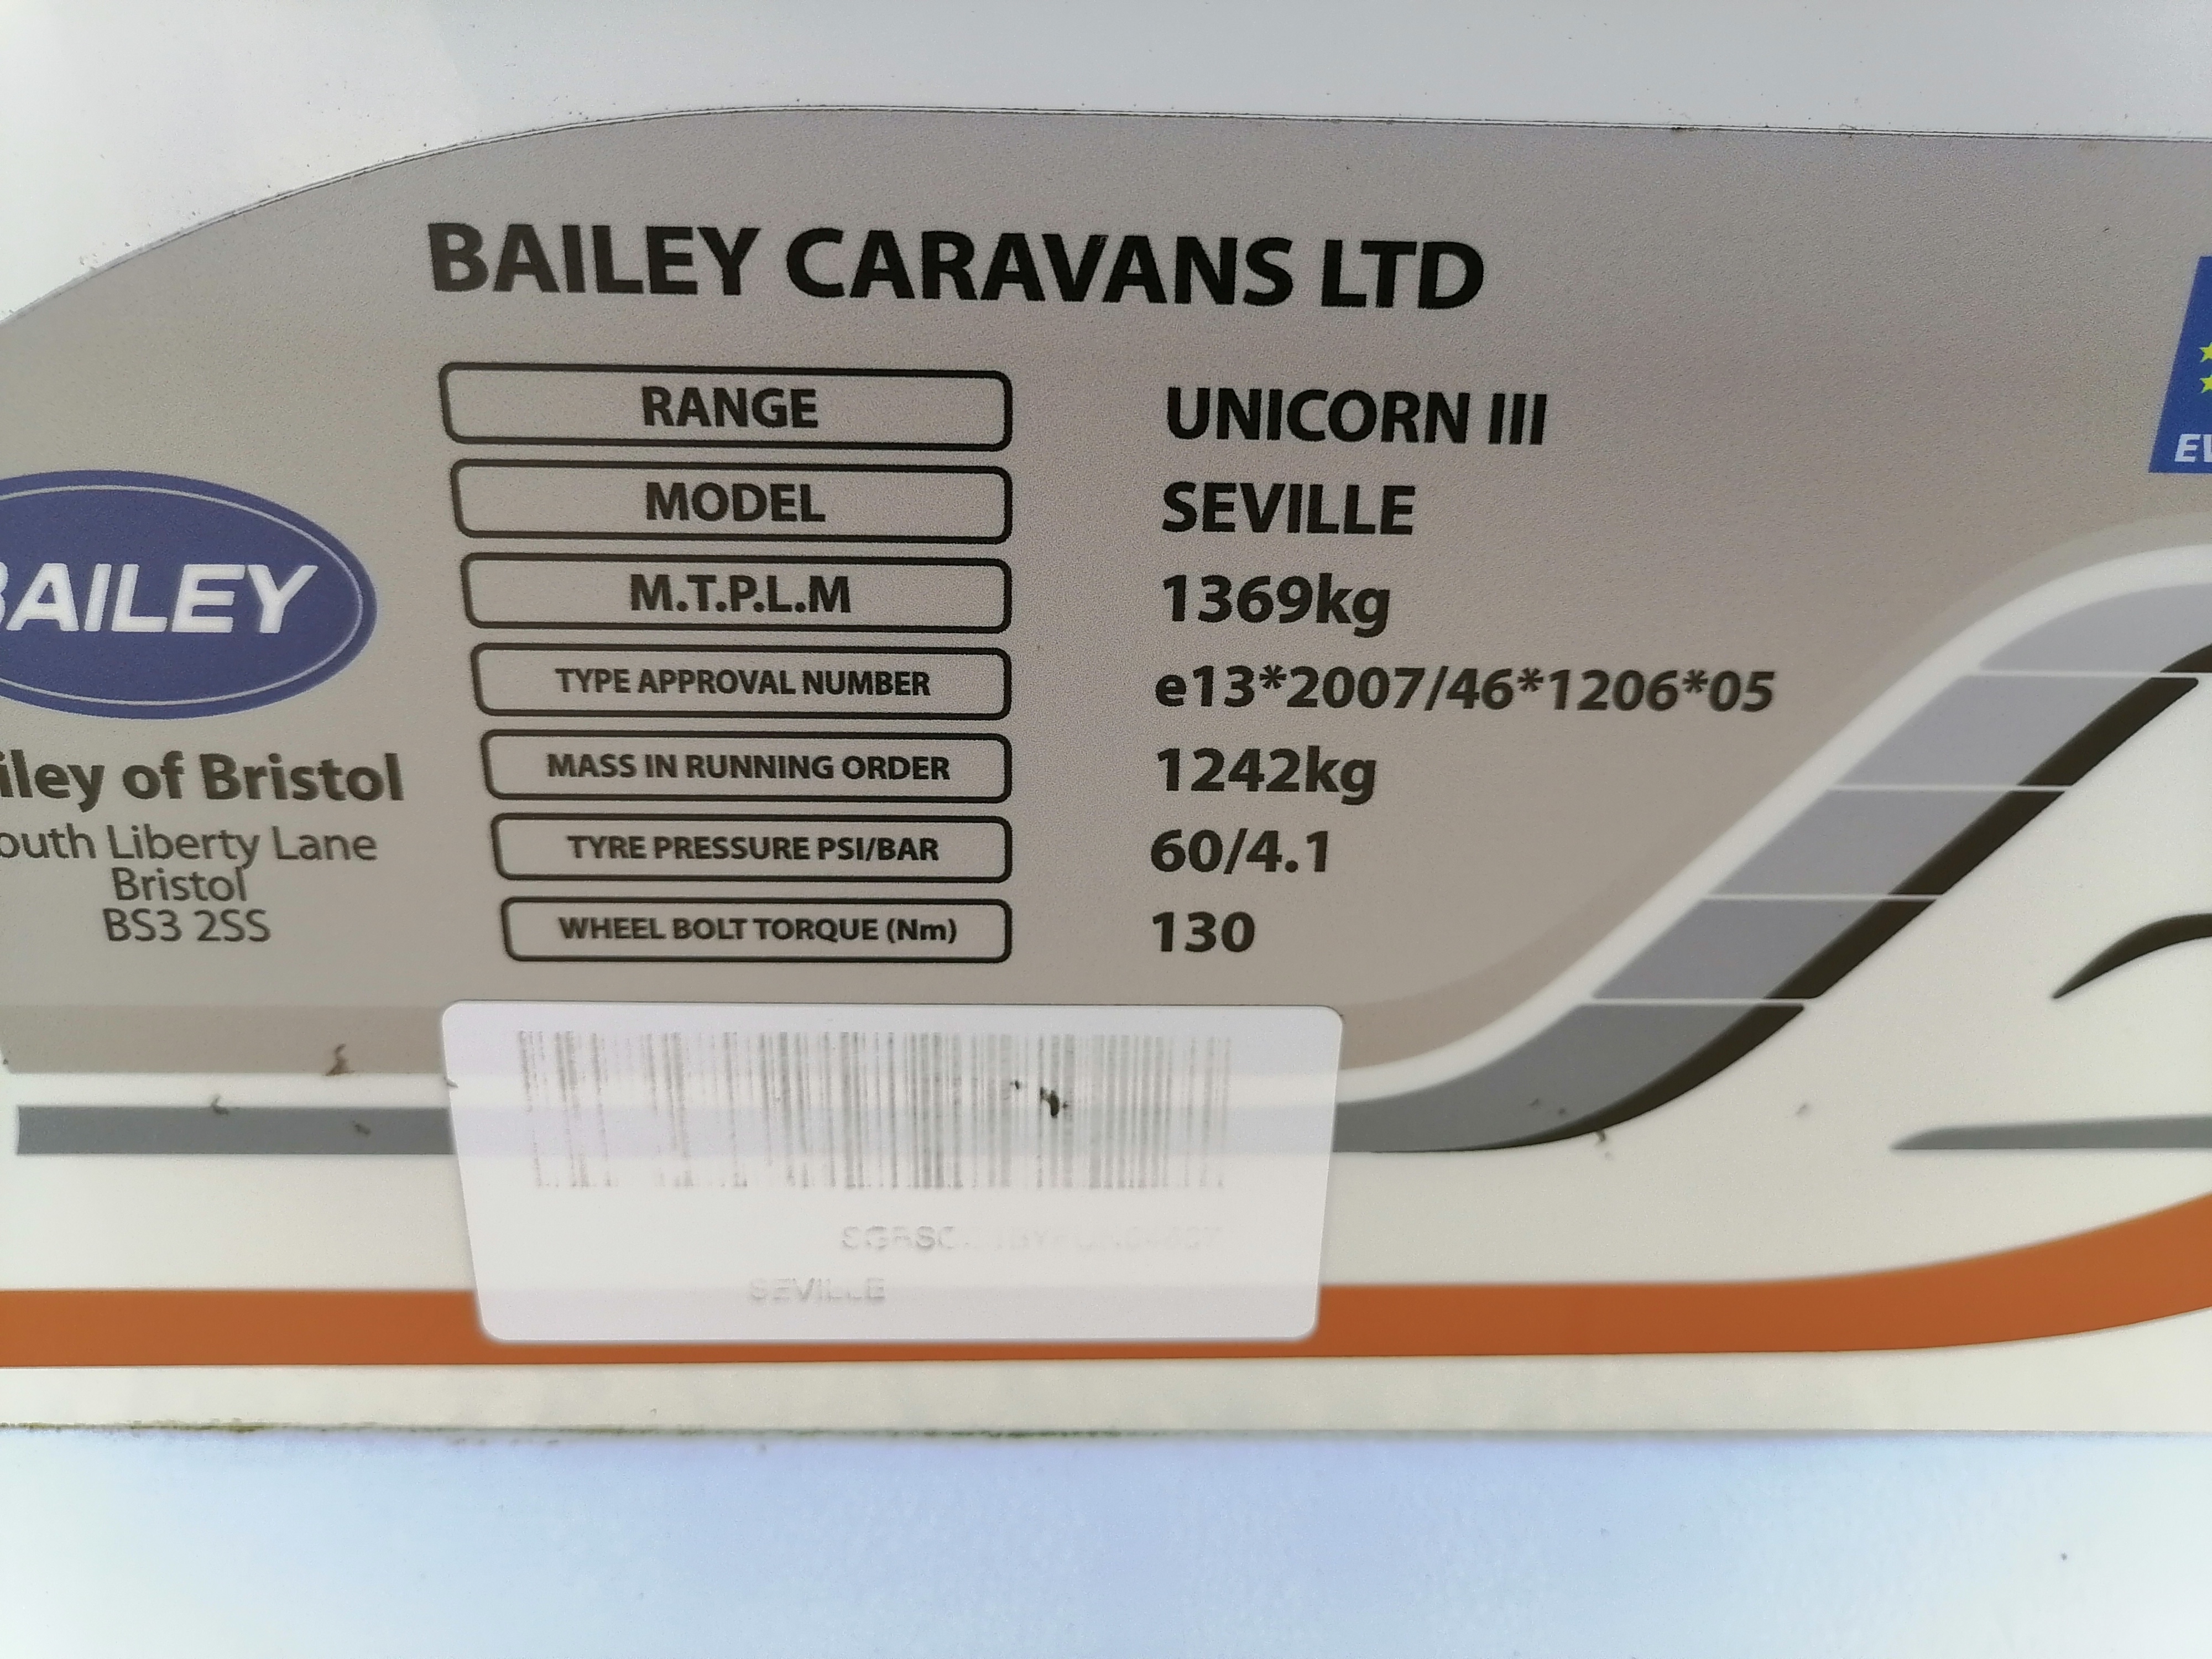 BAILEY CARAVANS LTD
RANGE UNICORN III
MODEL SEVILLE
M.T.P.L.M 1369kg
TYPE APPROVAL NUMBER e13*2007/46*1206*05
MASS IN RUNNING ORDER 1242kg
TYRE PRESSURE PSI/BAR 60/4.1
WHEEL BOLT TORQUE (Nm) 130
BAILEY
of Bristol
Liberty Lane
Bristol
BS3 2SS
SEVILLE